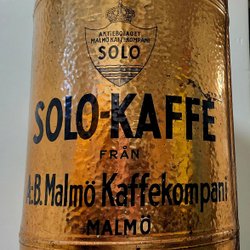 AKTIEBOLAGET
MALMÖ KAFFEKOMPANI
SOLO
SOLO-KAFFE
FRÅN
A:B. Malmö Kaffekompani
MALMÖ